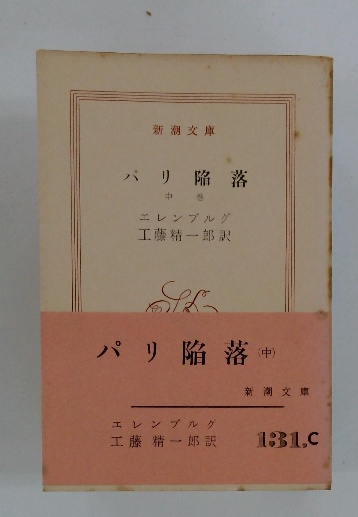 新潮文庫
パリ陥落
中巻
エレンブルグ
工藤精一郎訳
パリ陥落(中)
新潮文庫
エレンブルグ
工藤精一郎訳
131.C